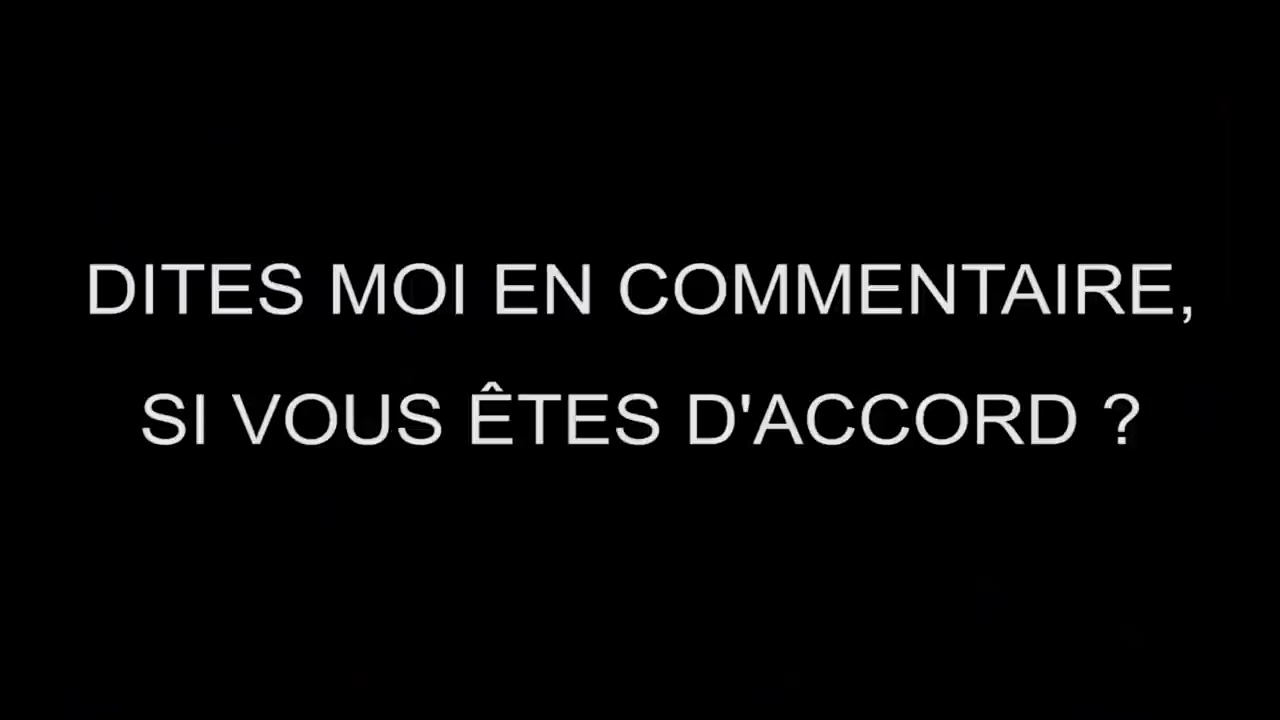 DITES MOI EN COMMENTAIRE,
SI VOUS ÊTES D'ACCORD ?